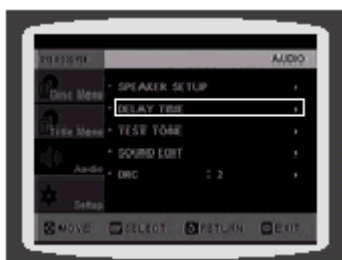 AUDIO
Disc Menu
SPEAKER SETUP
DELAY TIME
Title Menu
TEST TONE
SOUND EDIT
Audio
DRC : 2
Setup
MOVE SELECT RETURN EXIT